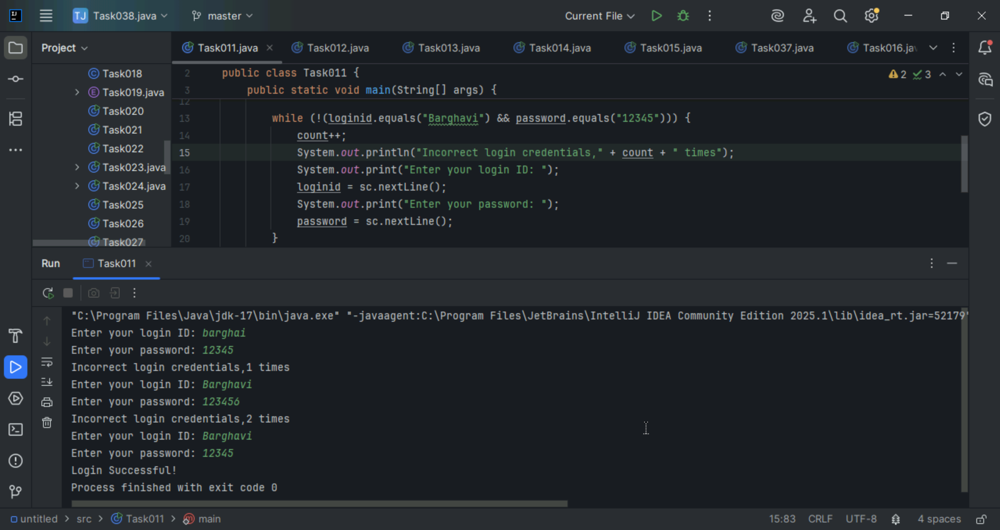 TJ Task038.java master Current File
Project Task011.java Task012.java Task013.java Task014.java Task015.java Task037.java Task016.jav
Task018
Task019.java
Task020
Task021
Task022
Task023.java
Task024.java
Task025
Task026
Task027
2 public class Task011 {
3 public static void main(String[] args) {
12
13 while (!(loginid.equals("Barghavi") && password.equals("12345"))) {
14 count++;
15 System.out.println("Incorrect login credentials," + count + " times");
16 System.out.print("Enter your login ID: ");
17 loginid = sc.nextLine();
18 System.out.print("Enter your password: ");
19 password = sc.nextLine();
20 }
2 3
Run Task011
"C:\Program Files\Java\jdk-17\bin\java.exe" "-javaagent:C:\Program Files\JetBrains\IntelliJ IDEA Community Edition 2025.1\lib\idea_rt.jar=52179"
Enter your login ID: barghai
Enter your password: 12345
Incorrect login credentials,1 times
Enter your login ID: Barghavi
Enter your password: 123456
Incorrect login credentials,2 times
Enter your login ID: Barghavi
Enter your password: 12345
Login Successful!
Process finished with exit code 0
untitled > src > Task011 > main 15:83 CRLF UTF-8 4 spaces